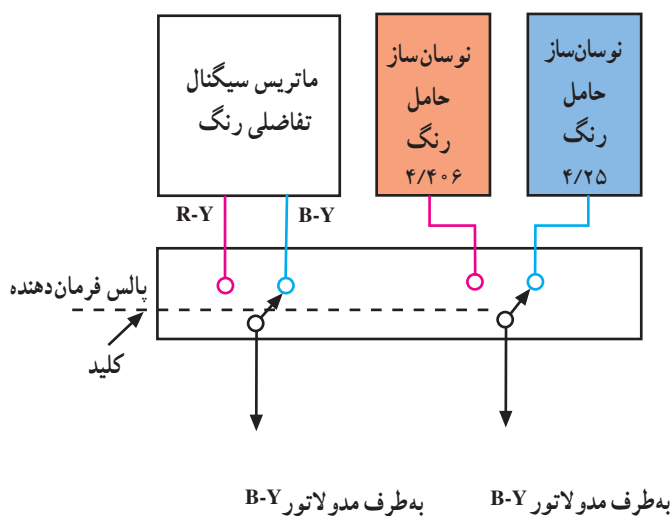 ماتریس سیگنال
تفاضلی رنگ
نوسان‌ساز
حامل
رنگ
۴/۴۰۶
نوسان‌ساز
حامل
رنگ
۴/۲۵
R-Y
B-Y
پالس فرمان‌دهنده
کلید
به‌طرف مدولاتور B-Y
به‌طرف مدولاتور B-Y